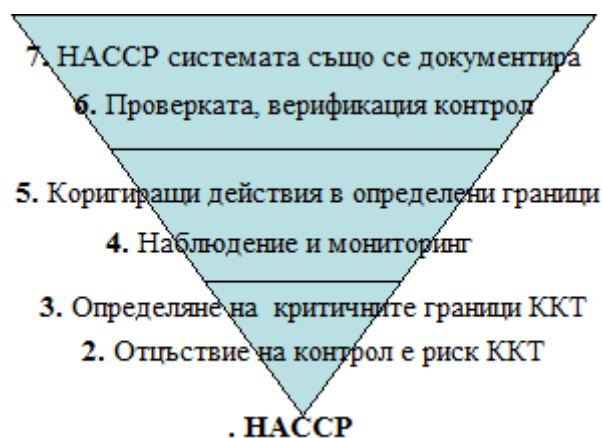 7. НАССР системата също се документира
6. Проверката, верификация контрол
5. Коригиращи действия в определени граници
4. Наблюдение и мониторинг
3. Определяне на критичните граници ККТ
2. Отцъствие на контрол е риск ККТ
. НАССР